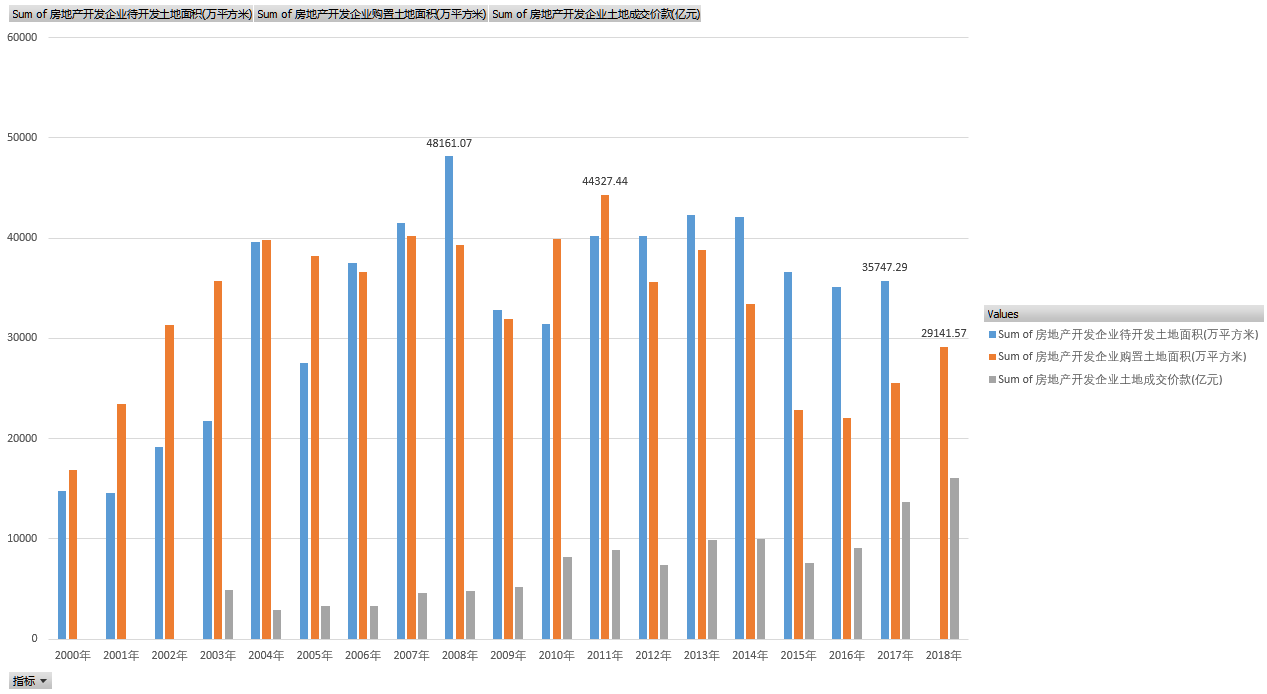 Sum of 房地产开发企业待开发土地面积(万平方米) Sum of 房地产开发企业购置土地面积(万平方米) Sum of 房地产开发企业土地成交价款(亿元)
60000
50000
48161.07
44327.44
40000
35747.29
30000
29141.57
20000
10000
0
2000年 2001年 2002年 2003年 2004年 2005年 2006年 2007年 2008年 2009年 2010年 2011年 2012年 2013年 2014年 2015年 2016年 2017年 2018年
Values
Sum of 房地产开发企业待开发土地面积(万平方米)
Sum of 房地产开发企业购置土地面积(万平方米)
Sum of 房地产开发企业土地成交价款(亿元)
指标